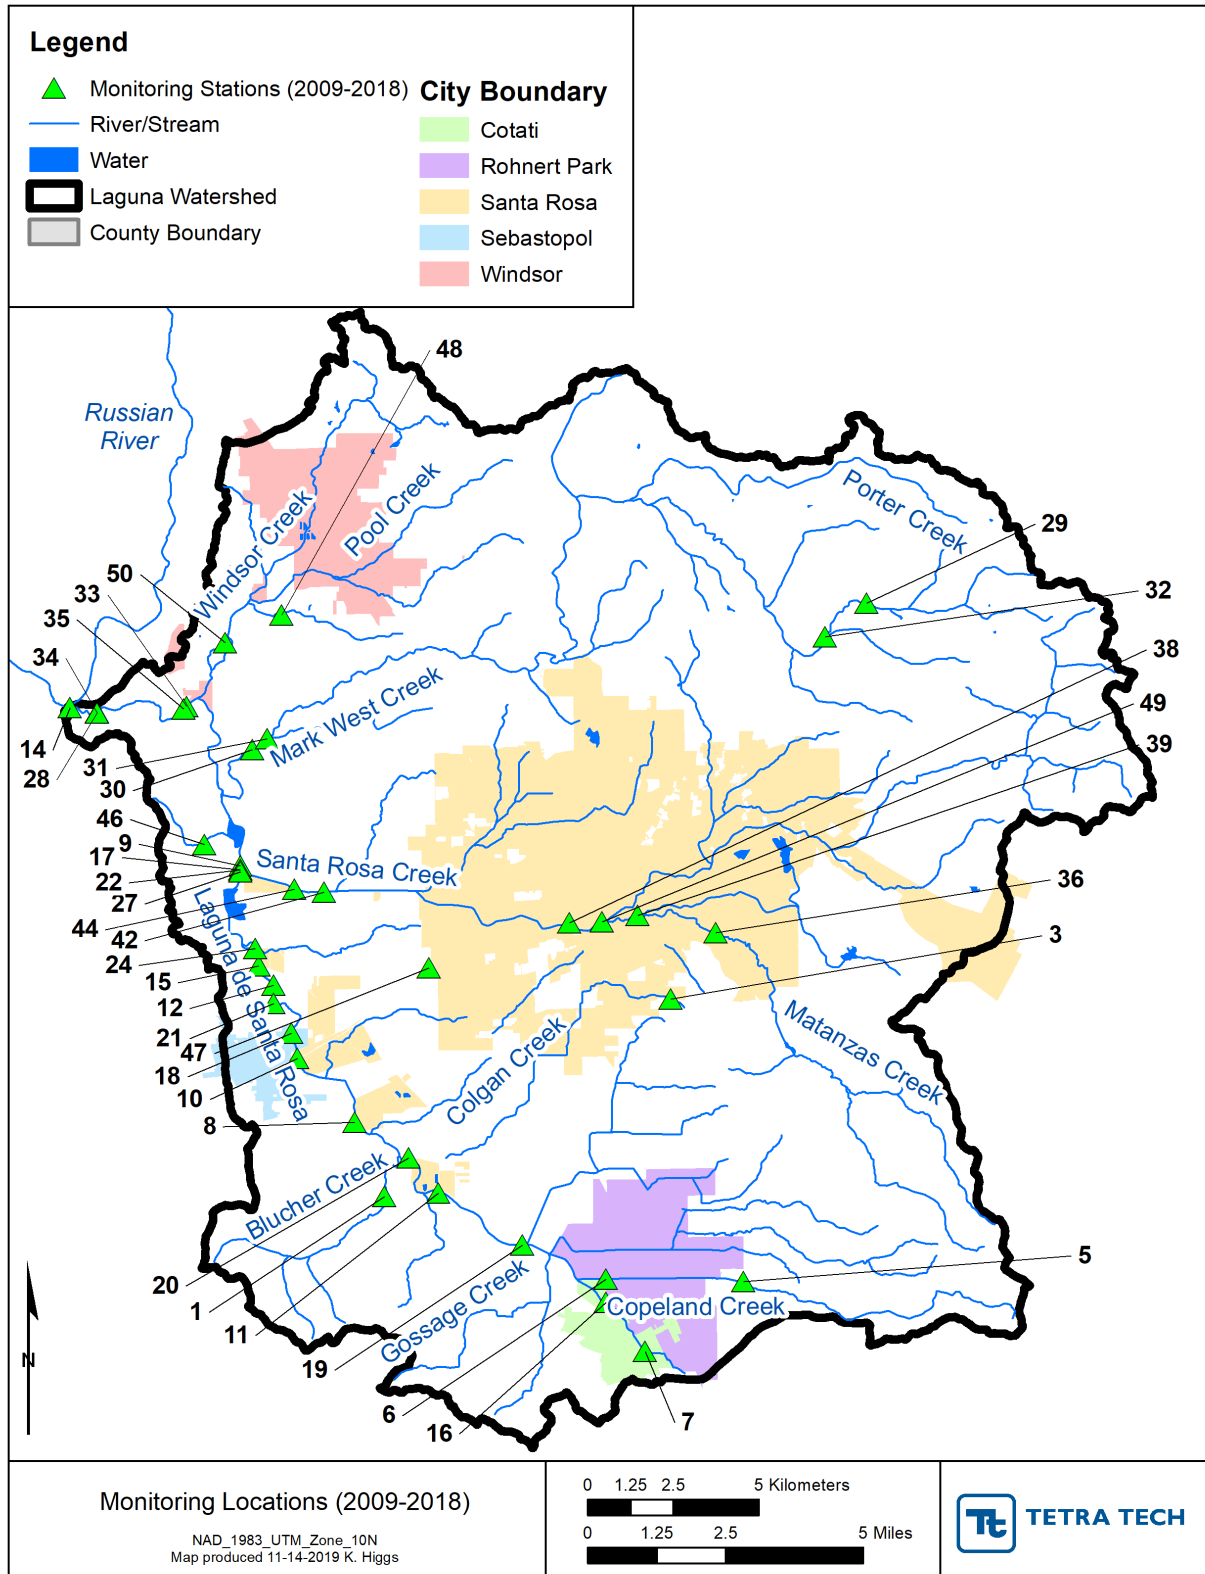 Legend
Monitoring Stations (2009-2018)
River/Stream
Water
Laguna Watershed
County Boundary
City Boundary
Cotati
Rohnert Park
Santa Rosa
Sebastopol
Windsor
48
Russian
River
Porter Creek
Pool Creek
Windsor Creek
29
50
33
35
34
32
38
49
39
Mark West Creek
14
28
31
30
46
9
17
22
27
44
42
24
15
12
21
47
18
10
8
Santa Rosa Creek
Laguna de Santa Rosa
36
3
Matanzas Creek
Colgan Creek
Blucher Creek
20
1
11
19
6
16
7
5
Gossage Creek
Copeland Creek
N
Monitoring Locations (2009-2018)
NAD_1983_UTM_Zone_10N
Map produced 11-14-2019 K. Higgs
0 1.25 2.5 5 Kilometers
0 1.25 2.5 5 Miles
Tt
TETRA TECH